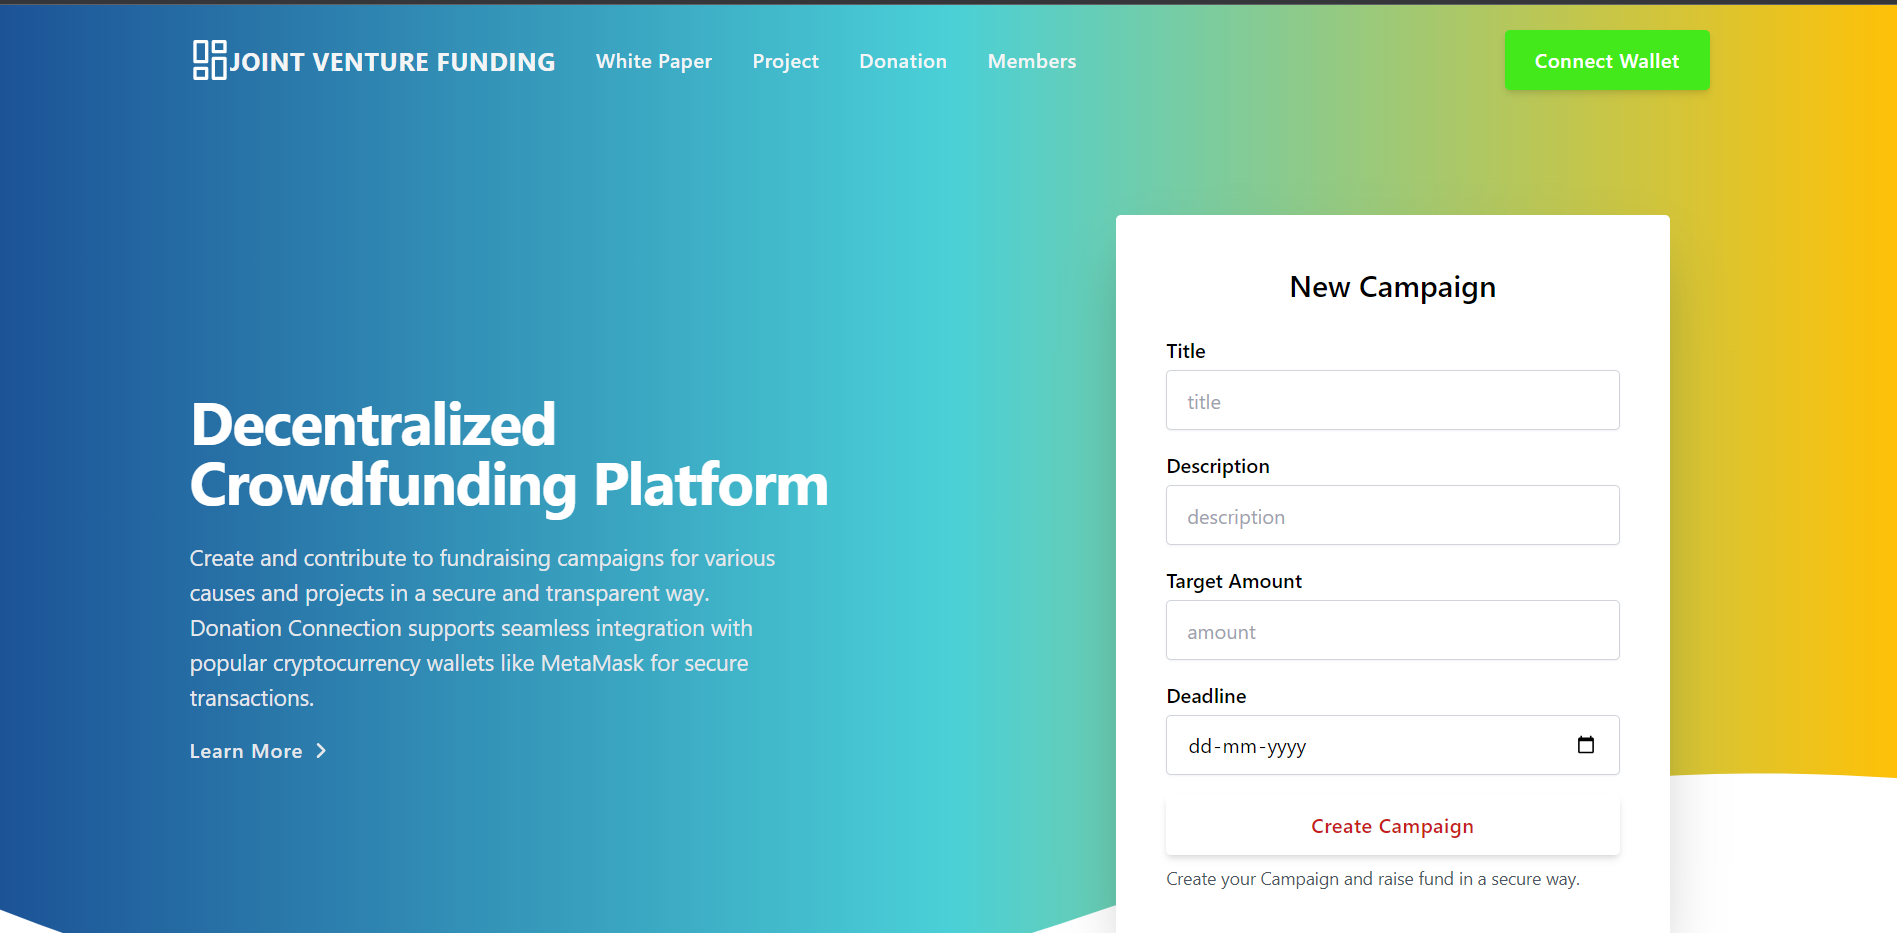 JOINT VENTURE FUNDING
White Paper
Project
Donation
Members
Connect Wallet
Decentralized
Crowdfunding Platform
Create and contribute to fundraising campaigns for various
causes and projects in a secure and transparent way.
Donation Connection supports seamless integration with
popular cryptocurrency wallets like MetaMask for secure
transactions.
Learn More
New Campaign
Title
title
Description
description
Target Amount
amount
Deadline
dd-mm-yyyy
Create Campaign
Create your Campaign and raise fund in a secure way.